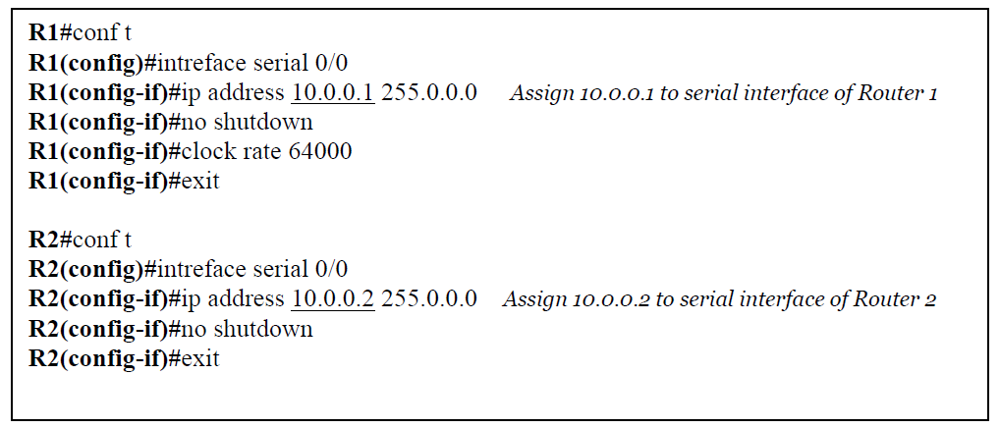 R1#conf t
R1(config)#intreface serial 0/0
R1(config-if)#ip address 10.0.0.1 255.0.0.0 Assign 10.0.0.1 to serial interface of Router 1
R1(config-if)#no shutdown
R1(config-if)#clock rate 64000
R1(config-if)#exit
R2#conf t
R2(config)#intreface serial 0/0
R2(config-if)#ip address 10.0.0.2 255.0.0.0 Assign 10.0.0.2 to serial interface of Router 2
R2(config-if)#no shutdown
R2(config-if)#exit